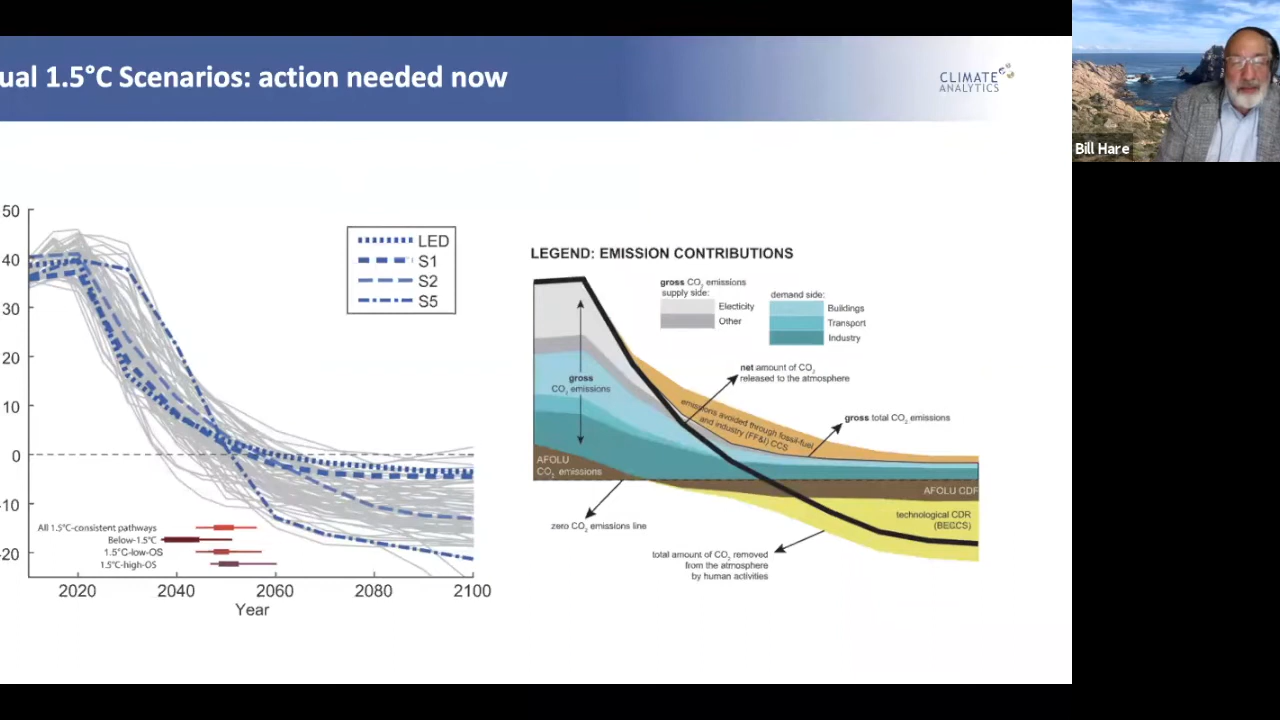 ual 1.5°C Scenarios: action needed now
CLIMATE
ANALYTICS
Bill Hare
50
40
30
20
10
0
-10
-20
LED
S1
S2
S5
All 1.5°C-consistent pathways
Below-1.5°C
1.5°C-low-OS
1.5°C-high-OS
2020 2040 2060 2080 2100
Year
LEGEND: EMISSION CONTRIBUTIONS
gross CO2 emissions
supply side:
Electicity
Other
demand side:
Buildings
Transport
Industry
gross
CO2 emissions
net amount of CO2
released to the atmosphere
emissions avoided through fossil-fuel
and industry (FF&I) CCS
gross total CO2 emissions
AFOLU
CO2 emissions
AFOLU CDR
technological CDR
(BECCS)
zero CO2 emissions line
total amount of CO2 removed
from the atmosphere
by human activities